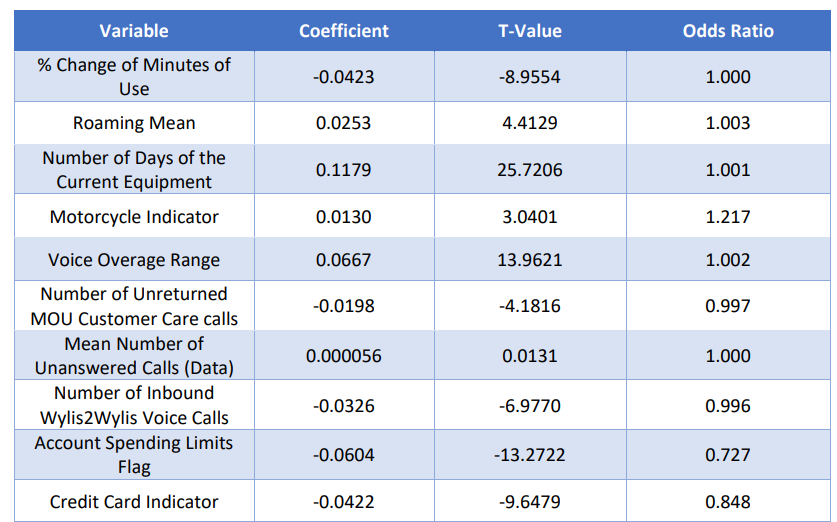 Variable Coefficient T-Value Odds Ratio
% Change of Minutes of
Use -0.0423 -8.9554 1.000
Roaming Mean 0.0253 4.4129 1.003
Number of Days of the
Current Equipment 0.1179 25.7206 1.001
Motorcycle Indicator 0.0130 3.0401 1.217
Voice Overage Range 0.0667 13.9621 1.002
Number of Unreturned
MOU Customer Care calls -0.0198 -4.1816 0.997
Mean Number of
Unanswered Calls (Data) 0.000056 0.0131 1.000
Number of Inbound
Wylis2Wylis Voice Calls -0.0326 -6.9770 0.996
Account Spending Limits
Flag -0.0604 -13.2722 0.727
Credit Card Indicator -0.0422 -9.6479 0.848